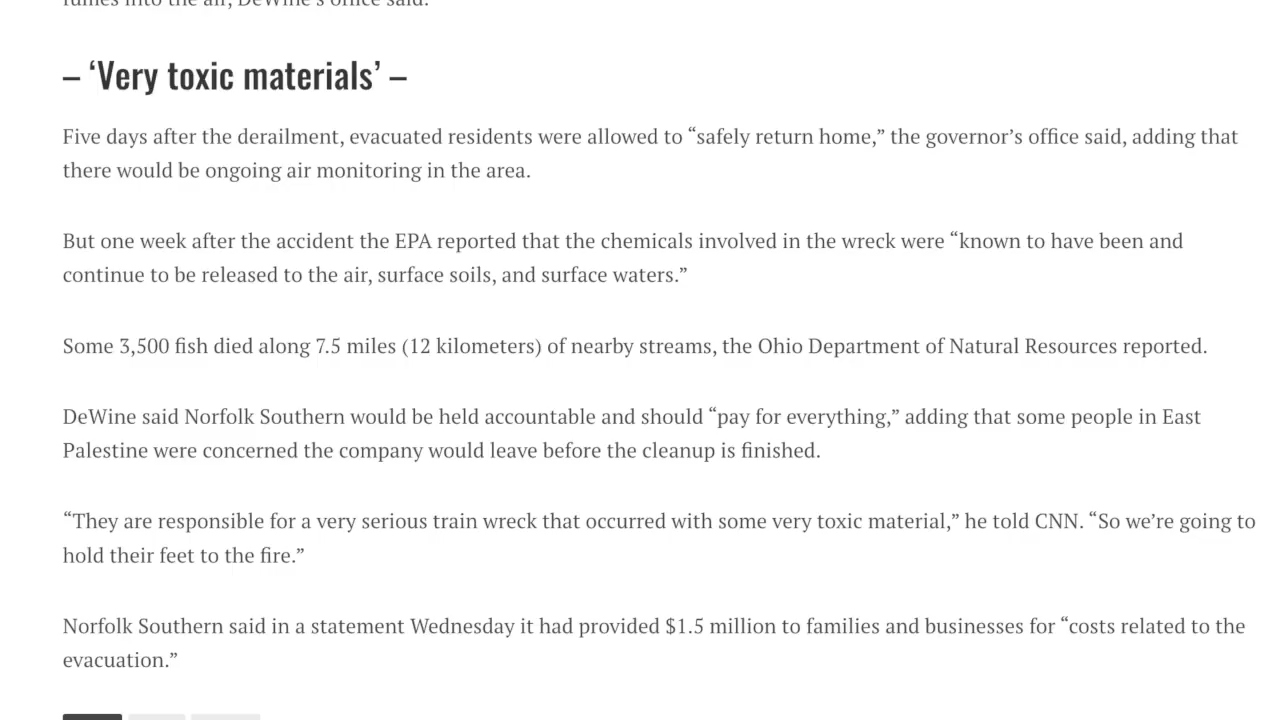 fumes into the air, DeWine’s office said.
– ‘Very toxic materials’ –
Five days after the derailment, evacuated residents were allowed to “safely return home,” the governor’s office said, adding that
there would be ongoing air monitoring in the area.
But one week after the accident the EPA reported that the chemicals involved in the wreck were “known to have been and
continue to be released to the air, surface soils, and surface waters.”
Some 3,500 fish died along 7.5 miles (12 kilometers) of nearby streams, the Ohio Department of Natural Resources reported.
DeWine said Norfolk Southern would be held accountable and should “pay for everything,” adding that some people in East
Palestine were concerned the company would leave before the cleanup is finished.
“They are responsible for a very serious train wreck that occurred with some very toxic material,” he told CNN. “So we’re going to
hold their feet to the fire.”
Norfolk Southern said in a statement Wednesday it had provided $1.5 million to families and businesses for “costs related to the
evacuation.”